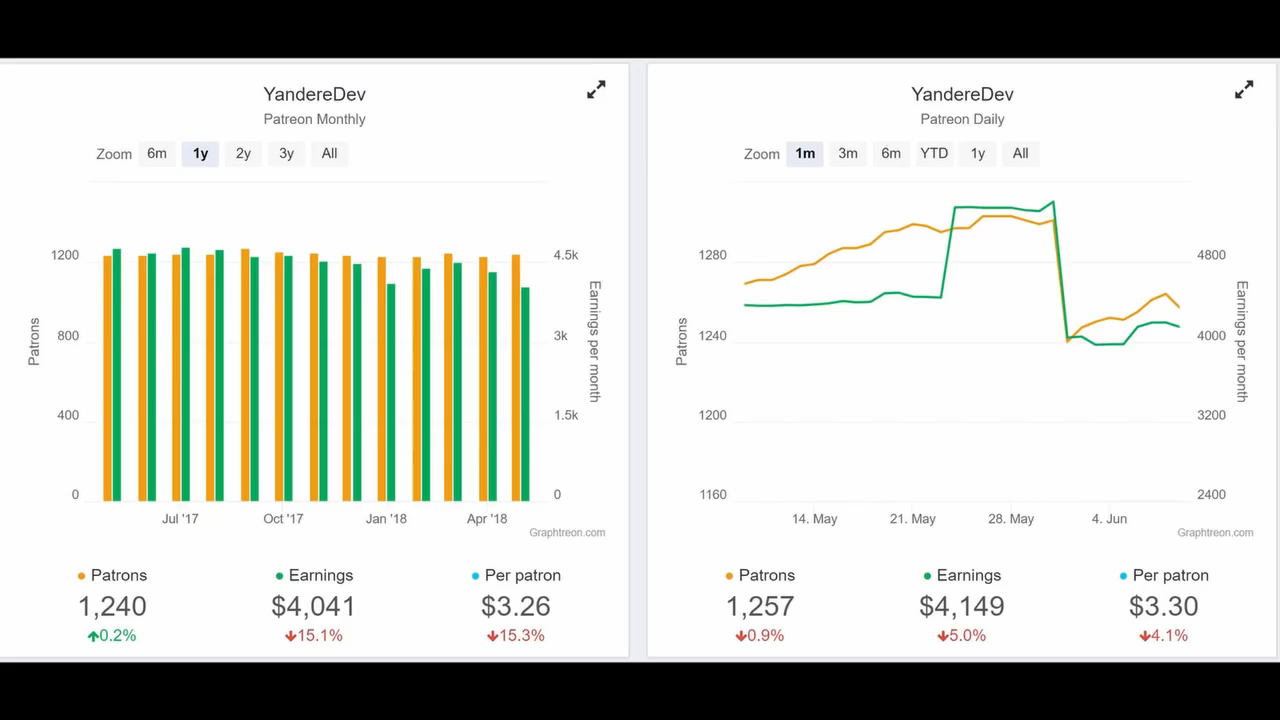 YandereDev
Patreon Monthly
Zoom 6m 1y 2y 3y All
1200
800
400
0
Patrons
4.5k
3k
1.5k
0
Earnings per month
Jul '17 Oct '17 Jan '18 Apr '18
Graphtreon.com
Patrons Earnings Per patron
1,240 $4,041 $3.26
0.2% 15.1% 15.3%
YandereDev
Patreon Daily
Zoom 1m 3m 6m YTD 1y All
1280
1240
1200
1160
Patrons
4800
4000
3200
2400
Earnings per month
14. May 21. May 28. May 4. Jun
Graphtreon.com
Patrons Earnings Per patron
1,257 $4,149 $3.30
0.9% 5.0% 4.1%